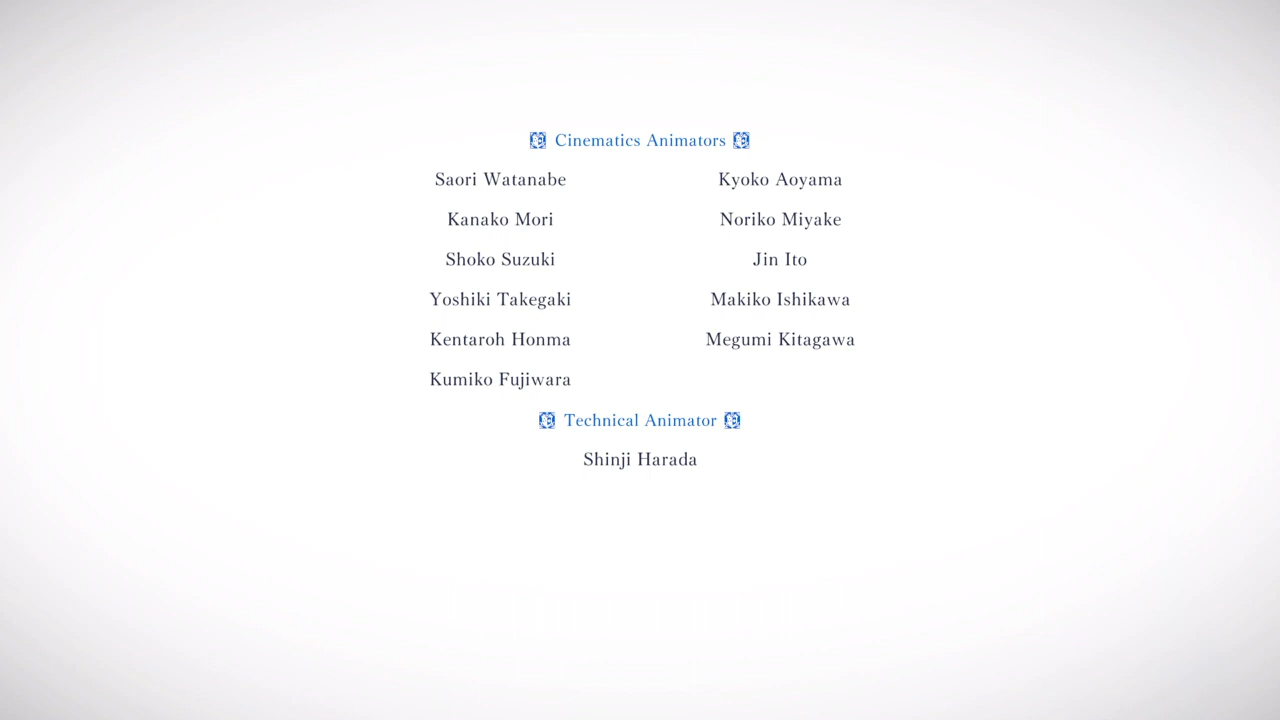 Cinematics Animators
Saori Watanabe Kyoko Aoyama
Kanako Mori Noriko Miyake
Shoko Suzuki Jin Ito
Yoshiki Takegaki Makiko Ishikawa
Kentaroh Honma Megumi Kitagawa
Kumiko Fujiwara
Technical Animator
Shinji Harada